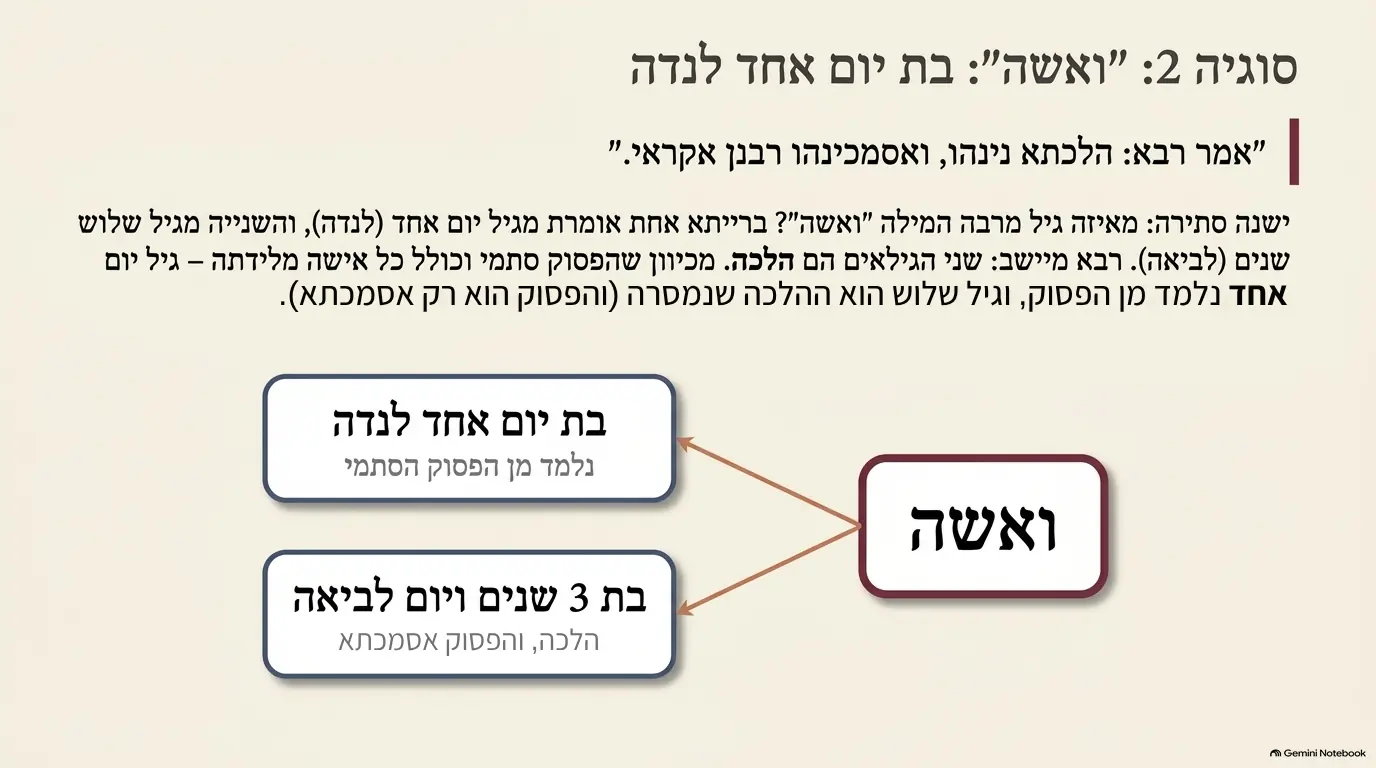 סוגיה 2: "ואשה": בת יום אחד לנדה
"אמר רבא: הלכתא נינהו, ואסמכינהו רבנן אקראי."
ישנה סתירה: מאיזה גיל מרבה המילה "ואשה"? ברייתא אחת אומרת מגיל יום אחד (לנדה), והשנייה מגיל שלוש
שנים (לביאה). רבא מיישב: שני הגילאים הם הלכה. מכיוון שהפסוק סתמי וכולל כל אישה מלידתה – גיל יום
אחד נלמד מן הפסוק, וגיל שלוש הוא ההלכה שנמסרה (והפסוק הוא רק אסמכתא).
ואשה
בת יום אחד לנדה
נלמד מן הפסוק הסתמי
בת 3 שנים ויום לביאה
הלכה, והפסוק אסמכתא
Gemini Notebook